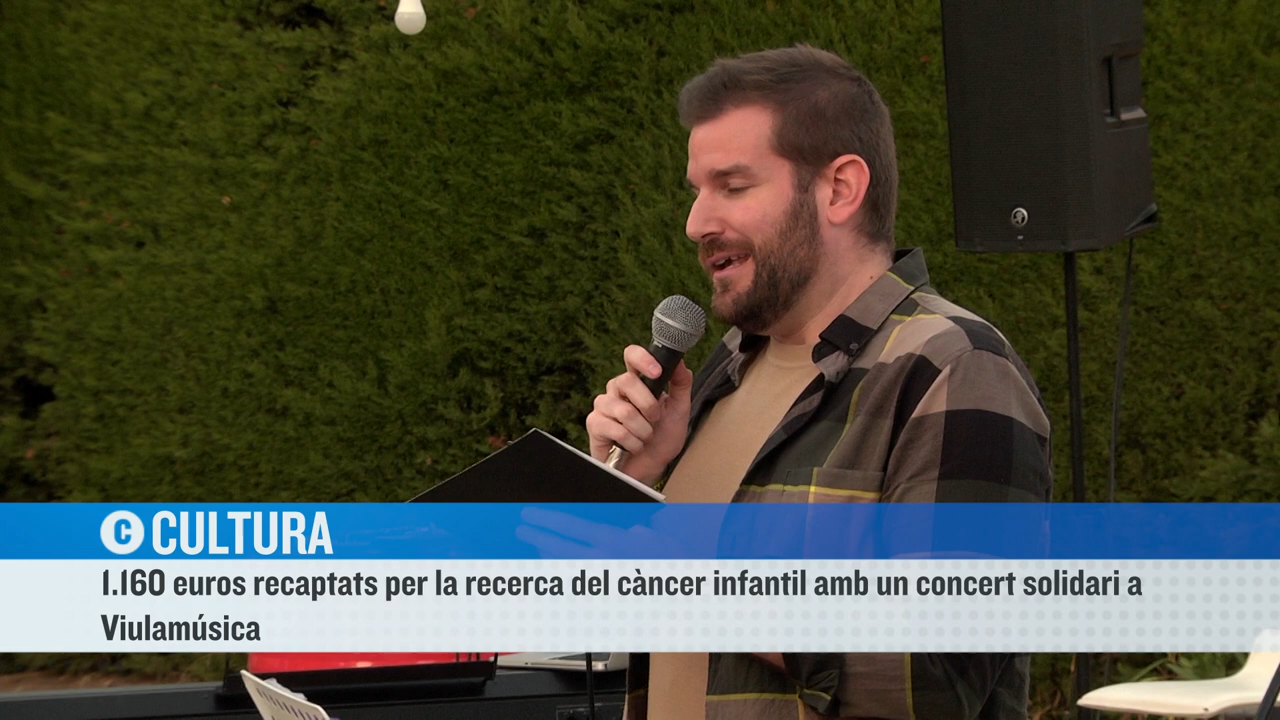 C CULTURA
1.160 euros recaptats per la recerca del càncer infantil amb un concert solidari a
Viulamúsica